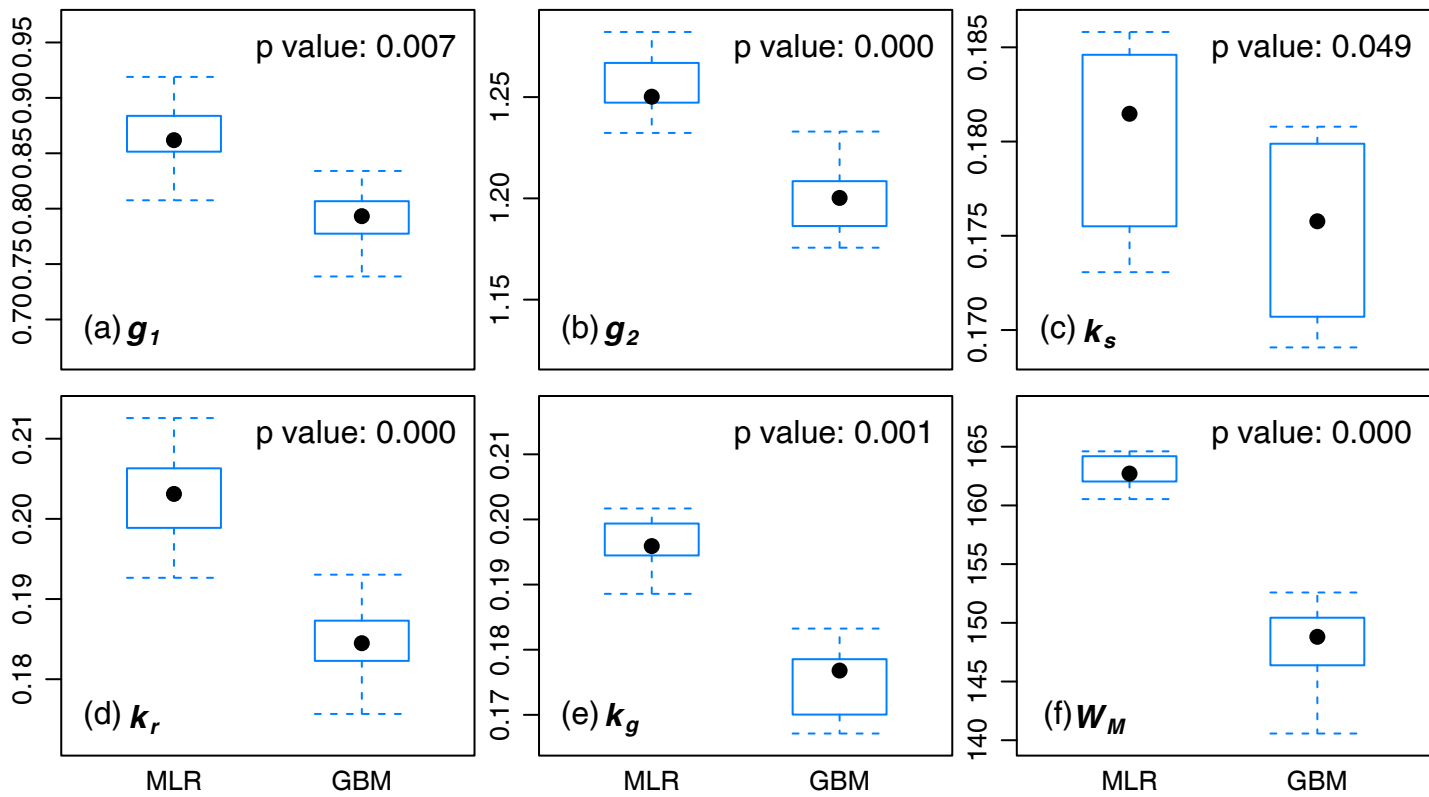 0.70 0.75 0.80 0.85 0.90 0.95
p value: 0.007
(a) g1
1.15 1.20 1.25
p value: 0.000
(b) g2
0.170 0.175 0.180 0.185
p value: 0.049
(c) ks
0.18 0.19 0.20 0.21
p value: 0.000
(d) kr
0.17 0.18 0.19 0.20 0.21
p value: 0.001
(e) kg
140 145 150 155 160 165
p value: 0.000
(f) WM
MLR GBM
MLR GBM
MLR GBM